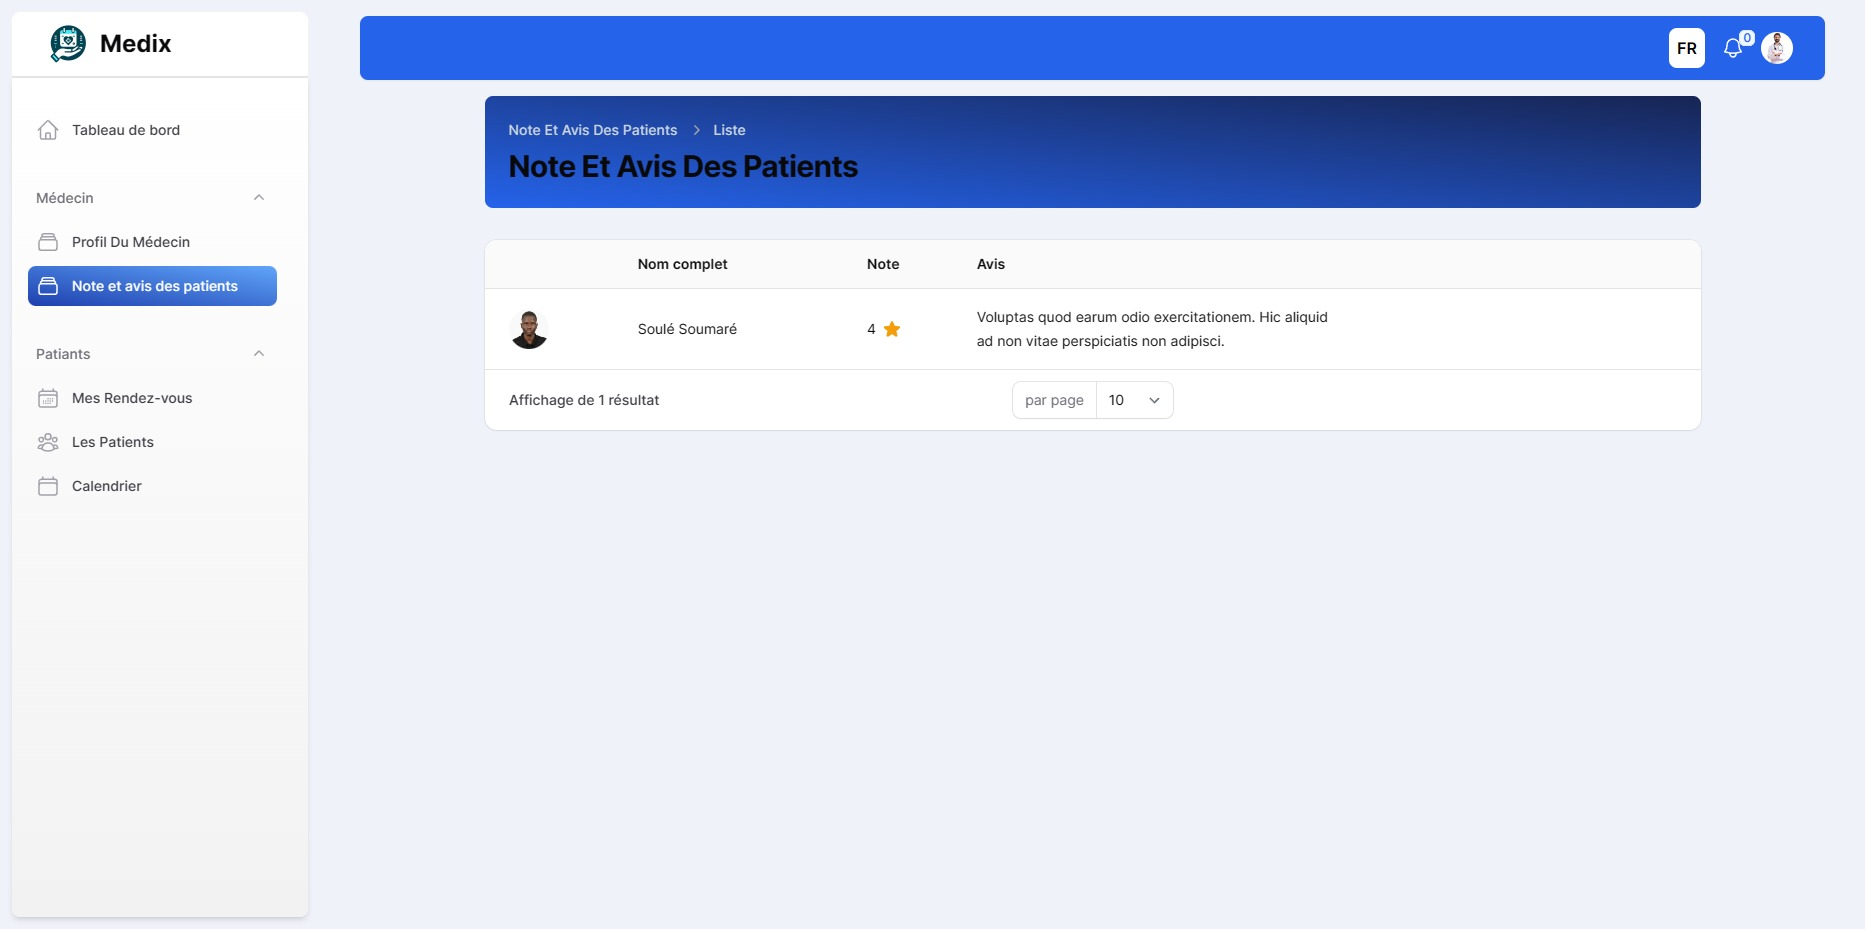 Medix
FR
0
Tableau de bord
Médecin
Profil Du Médecin
Note et avis des patients
Patiants
Mes Rendez-vous
Les Patients
Calendrier
Note Et Avis Des Patients > Liste
Note Et Avis Des Patients
Nom complet Note Avis
Soulé Soumaré 4 Voluptas quod earum odio exercitationem. Hic aliquid
ad non vitae perspiciatis non adipisci.
Affichage de 1 résultat par page 10